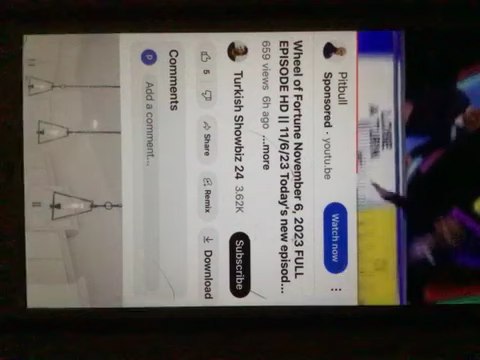 Pitbull
Sponsored · youtu.be
Watch now
Wheel of Fortune November 6, 2023 FULL
EPISODE HD || 11/6/23 Today's new episod...
659 views 6h ago ...more
Turkish Showbiz 24 3.62K
Subscribe
5
Share
Remix
Download
Comments
P
Add a comment...